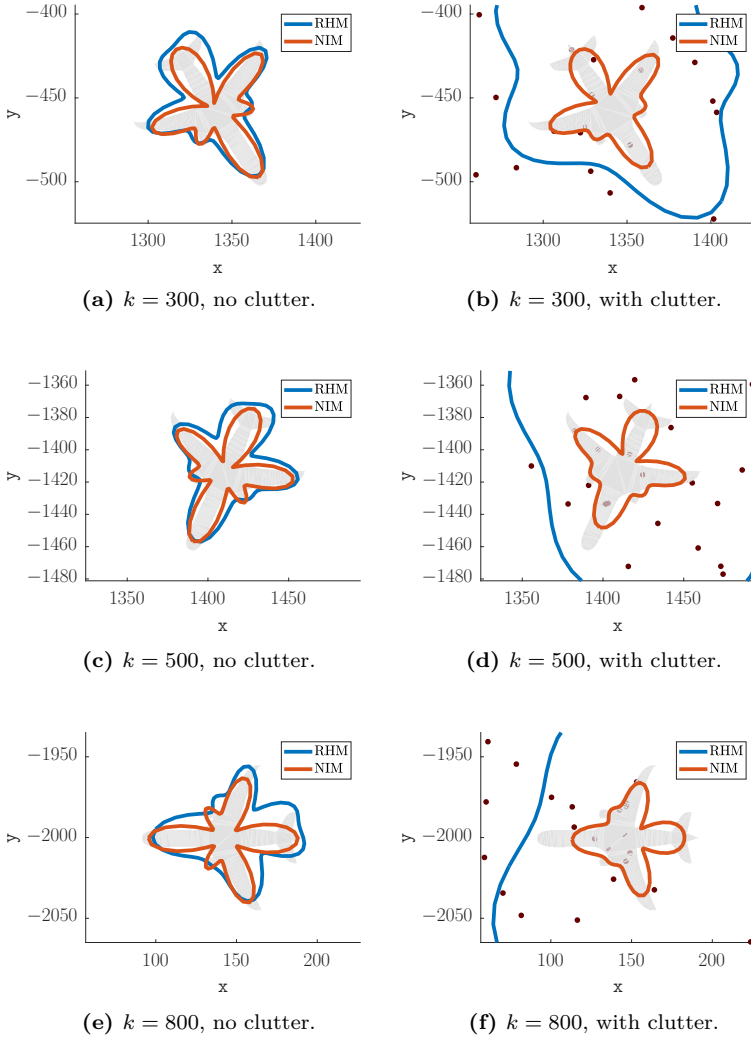 −400
−450
−500
y
1300
1350
1400
x
RHM
NIM
(a) k = 300, no clutter.
−400
−450
−500
y
1300
1350
1400
x
RHM
NIM
(b) k = 300, with clutter.
−1360
−1380
−1400
−1420
−1440
−1460
−1480
y
1350
1400
1450
x
RHM
NIM
(c) k = 500, no clutter.
−1360
−1380
−1400
−1420
−1440
−1460
−1480
y
1350
1400
1450
x
RHM
NIM
(d) k = 500, with clutter.
−1950
−2000
−2050
y
100
150
200
x
RHM
NIM
(e) k = 800, no clutter.
−1950
−2000
−2050
y
100
150
200
x
RHM
NIM
(f) k = 800, with clutter.